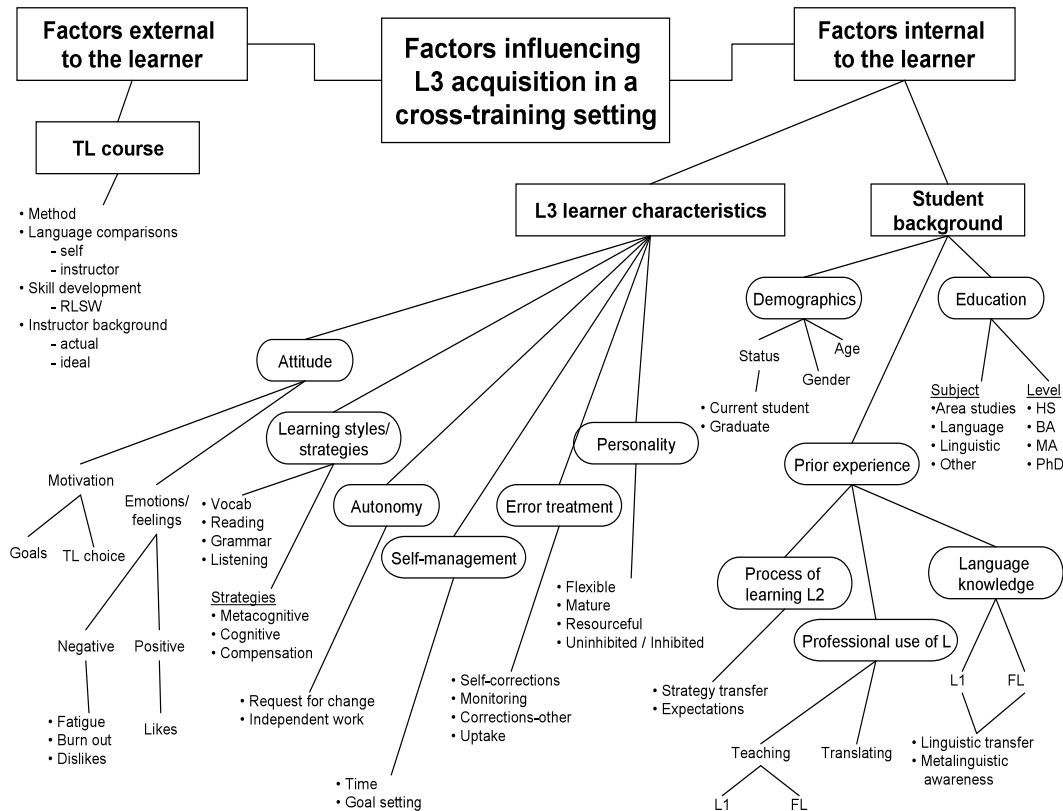 Factors external
to the learner
Factors influencing
L3 acquisition in a
cross-training setting
Factors internal
to the learner
TL course
• Method
• Language comparisons
– self
– instructor
• Skill development
– RLSW
• Instructor background
– actual
– ideal
L3 learner characteristics
Student
background
Attitude
Motivation
Goals
TL choice
Emotions/
feelings
Negative
Positive
• Fatigue
• Burn out
• Dislikes
Likes
Learning styles/
strategies
• Vocab
• Reading
• Grammar
• Listening
Strategies
• Metacognitive
• Cognitive
• Compensation
Autonomy
• Request for change
• Independent work
Self-management
• Time
• Goal setting
Error treatment
• Self-corrections
• Monitoring
• Corrections-other
• Uptake
Personality
• Flexible
• Mature
• Resourceful
• Uninhibited / Inhibited
Demographics
Status
Gender
Age
• Current student
• Graduate
Education
Subject
•Area studies
• Language
• Linguistic
• Other
Level
• HS
• BA
• MA
• PhD
Prior experience
Process of
learning L2
• Strategy transfer
• Expectations
Professional use of L
Teaching
Translating
L1
FL
Language
knowledge
L1
FL
• Linguistic transfer
• Metalinguistic
awareness